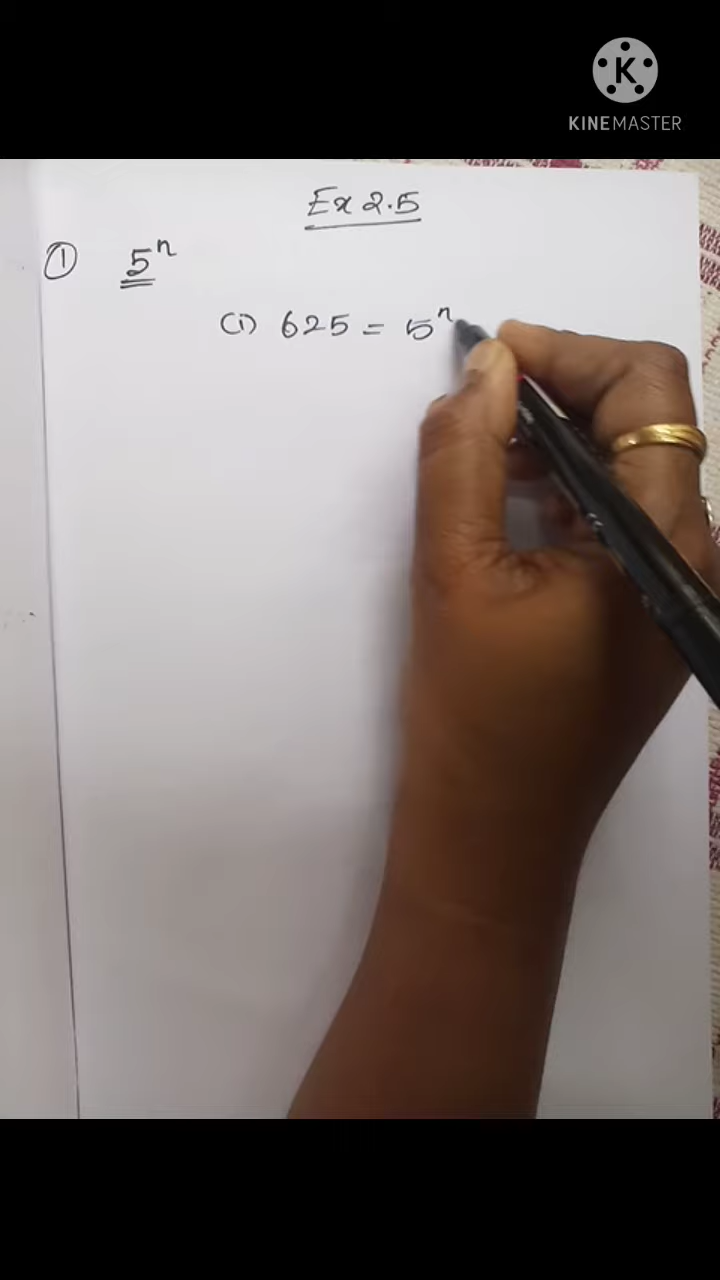 K
KINEMASTER
Ex 2.5
① 5ⁿ
(i) 625 = 5ⁿ